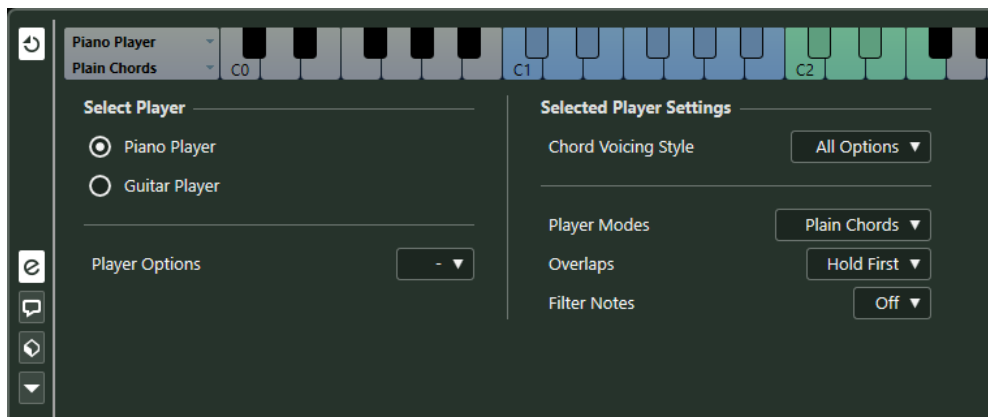 Piano Player
Plain Chords
C0
C1
C2
Select Player
Piano Player
Guitar Player
Player Options
-
Selected Player Settings
Chord Voicing Style
All Options
Player Modes
Plain Chords
Overlaps
Hold First
Filter Notes
Off